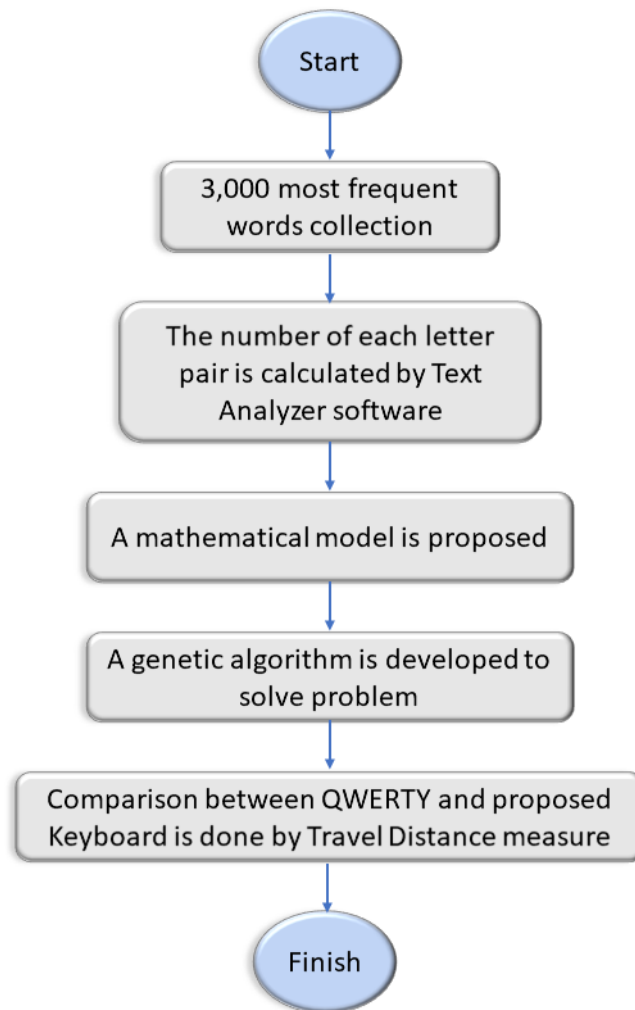 Start
3,000 most frequent
words collection
The number of each letter
pair is calculated by Text
Analyzer software
A mathematical model is proposed
A genetic algorithm is developed to
solve problem
Comparison between QWERTY and proposed
Keyboard is done by Travel Distance measure
Finish